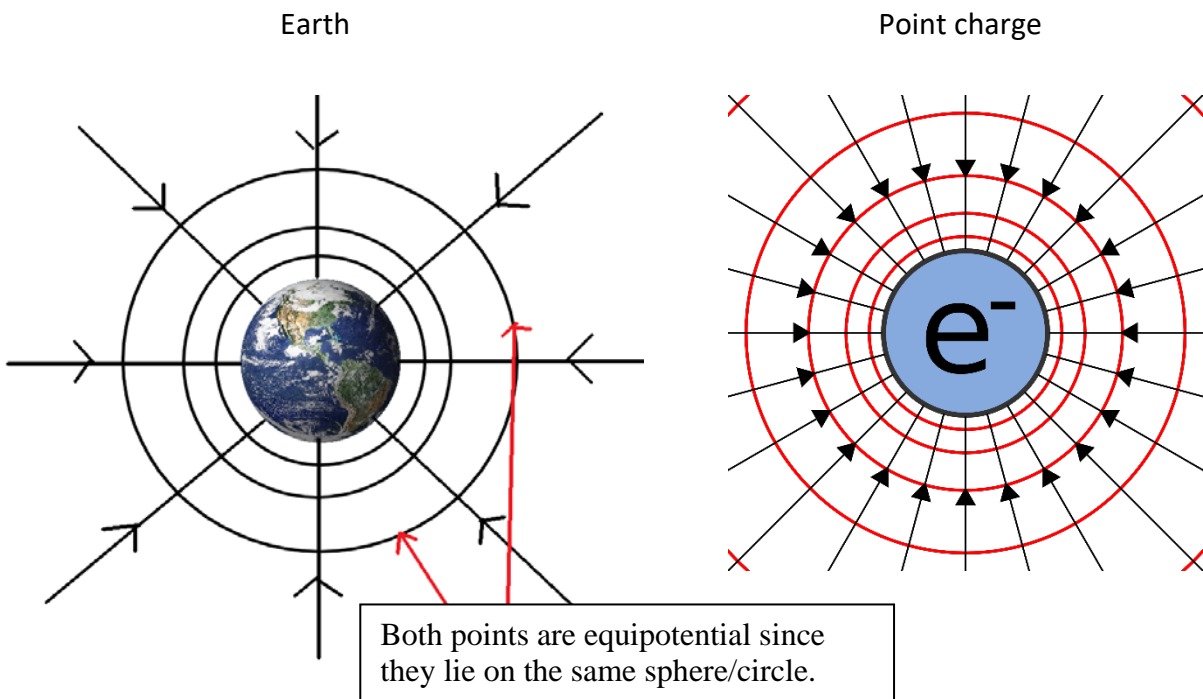 Earth
Point charge
e-
Both points are equipotential since
they lie on the same sphere/circle.